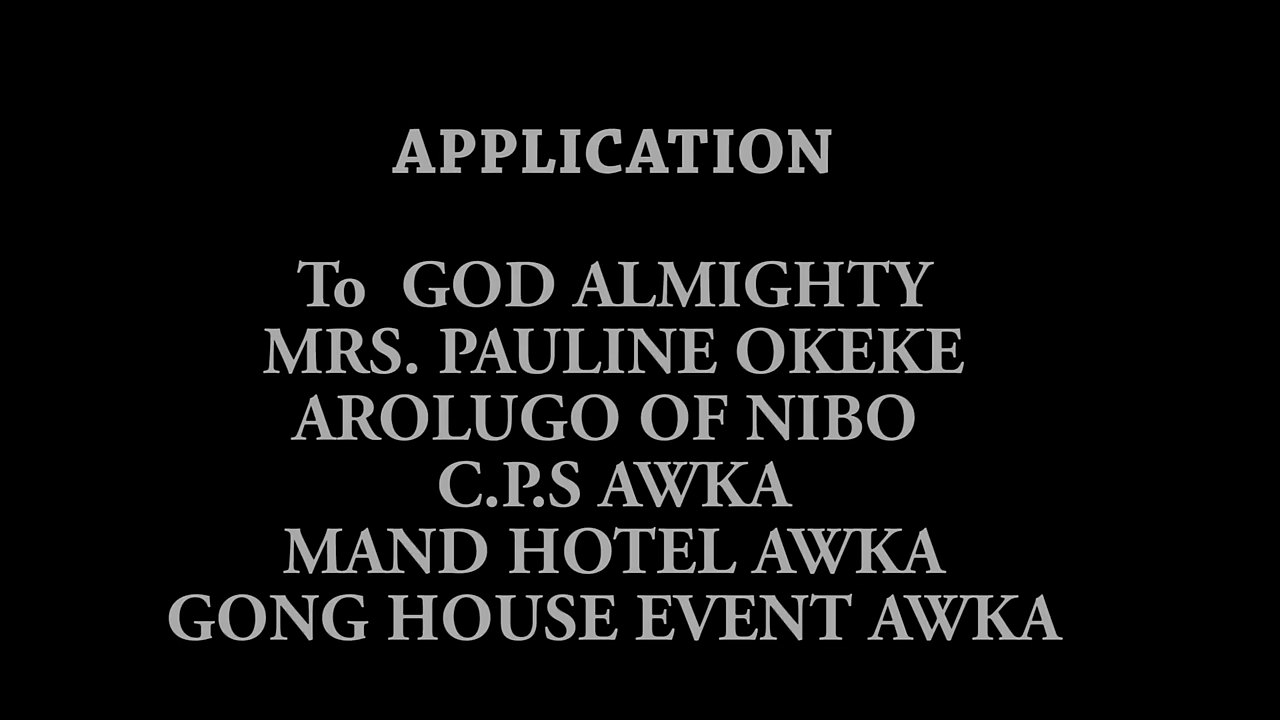 APPLICATION
To GOD ALMIGHTY
MRS. PAULINE OKEKE
AROLUGO OF NIBO
C.P.S AWKA
MAND HOTEL AWKA
GONG HOUSE EVENT AWKA